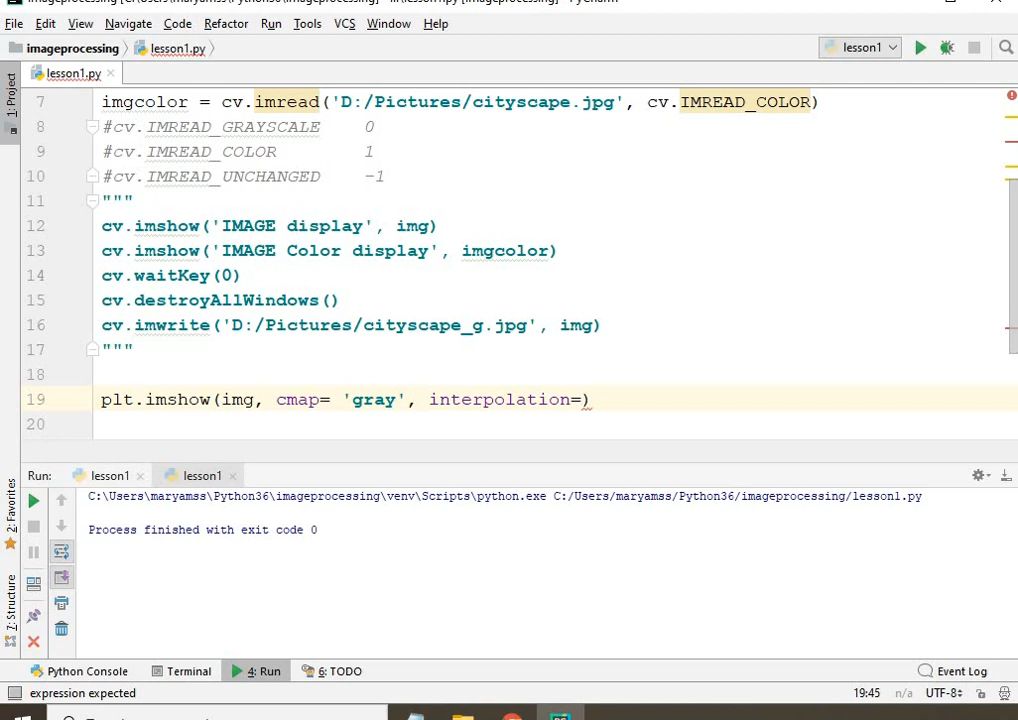 File Edit View Navigate Code Refactor Run Tools VCS Window Help
imageprocessing lesson1.py lesson1
1: Project
lesson1.py
7 imgcolor = cv.imread('D:/Pictures/cityscape.jpg', cv.IMREAD_COLOR)
8 #cv.IMREAD_GRAYSCALE 0
9 #cv.IMREAD_COLOR 1
10 #cv.IMREAD_UNCHANGED -1
11 """
12 cv.imshow('IMAGE display', img)
13 cv.imshow('IMAGE Color display', imgcolor)
14 cv.waitKey(0)
15 cv.destroyAllWindows()
16 cv.imwrite('D:/Pictures/cityscape_g.jpg', img)
17 """
18
19 plt.imshow(img, cmap= 'gray', interpolation=)
20
Run: lesson1 lesson1
2: Favorites
7: Structure
C:\Users\maryamss\Python36\imageprocessing\venv\Scripts\python.exe C:/Users/maryamss/Python36/imageprocessing/lesson1.py
Process finished with exit code 0
Python Console Terminal 4: Run 6: TODO Event Log
expression expected 19:45 n/a UTF-8